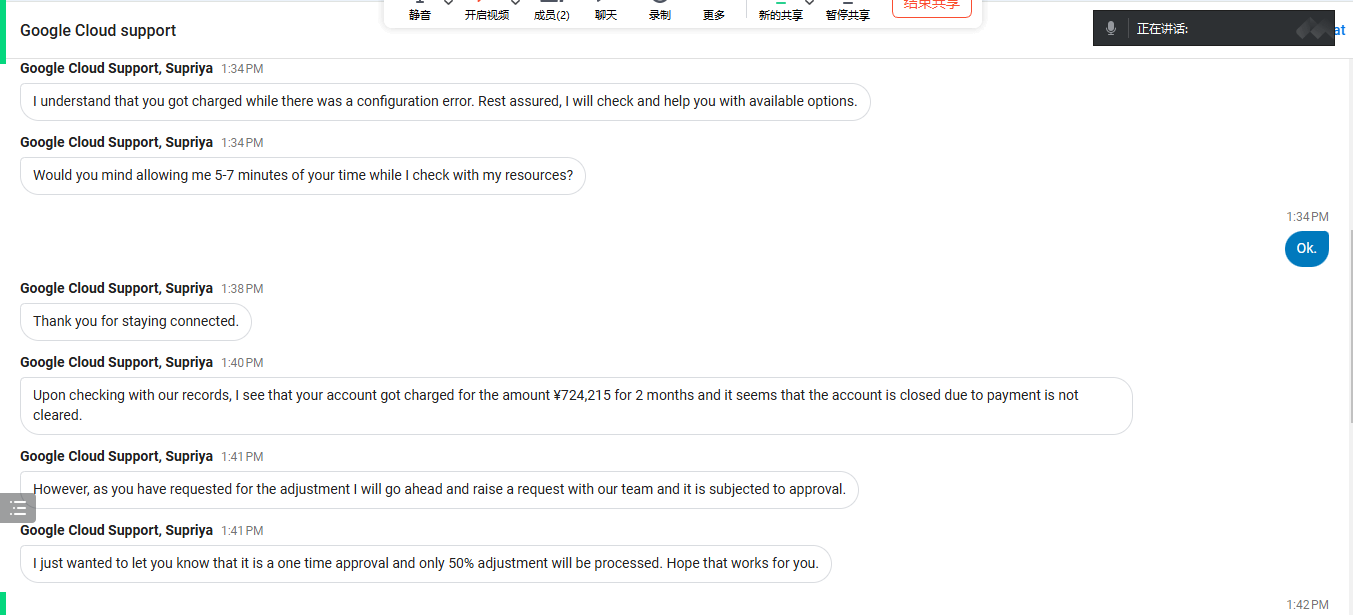 静音 开启视频 成员(2) 聊天 录制 更多 新的共享 暂停共享 结束共享
Google Cloud support
正在讲话:
at
Google Cloud Support, Supriya 1:34 PM
I understand that you got charged while there was a configuration error. Rest assured, I will check and help you with available options.
Google Cloud Support, Supriya 1:34 PM
Would you mind allowing me 5-7 minutes of your time while I check with my resources?
1:34 PM
Ok.
Google Cloud Support, Supriya 1:38 PM
Thank you for staying connected.
Google Cloud Support, Supriya 1:40 PM
Upon checking with our records, I see that your account got charged for the amount ¥724,215 for 2 months and it seems that the account is closed due to payment is not
cleared.
Google Cloud Support, Supriya 1:41 PM
However, as you have requested for the adjustment I will go ahead and raise a request with our team and it is subjected to approval.
Google Cloud Support, Supriya 1:41 PM
I just wanted to let you know that it is a one time approval and only 50% adjustment will be processed. Hope that works for you.
1:42 PM